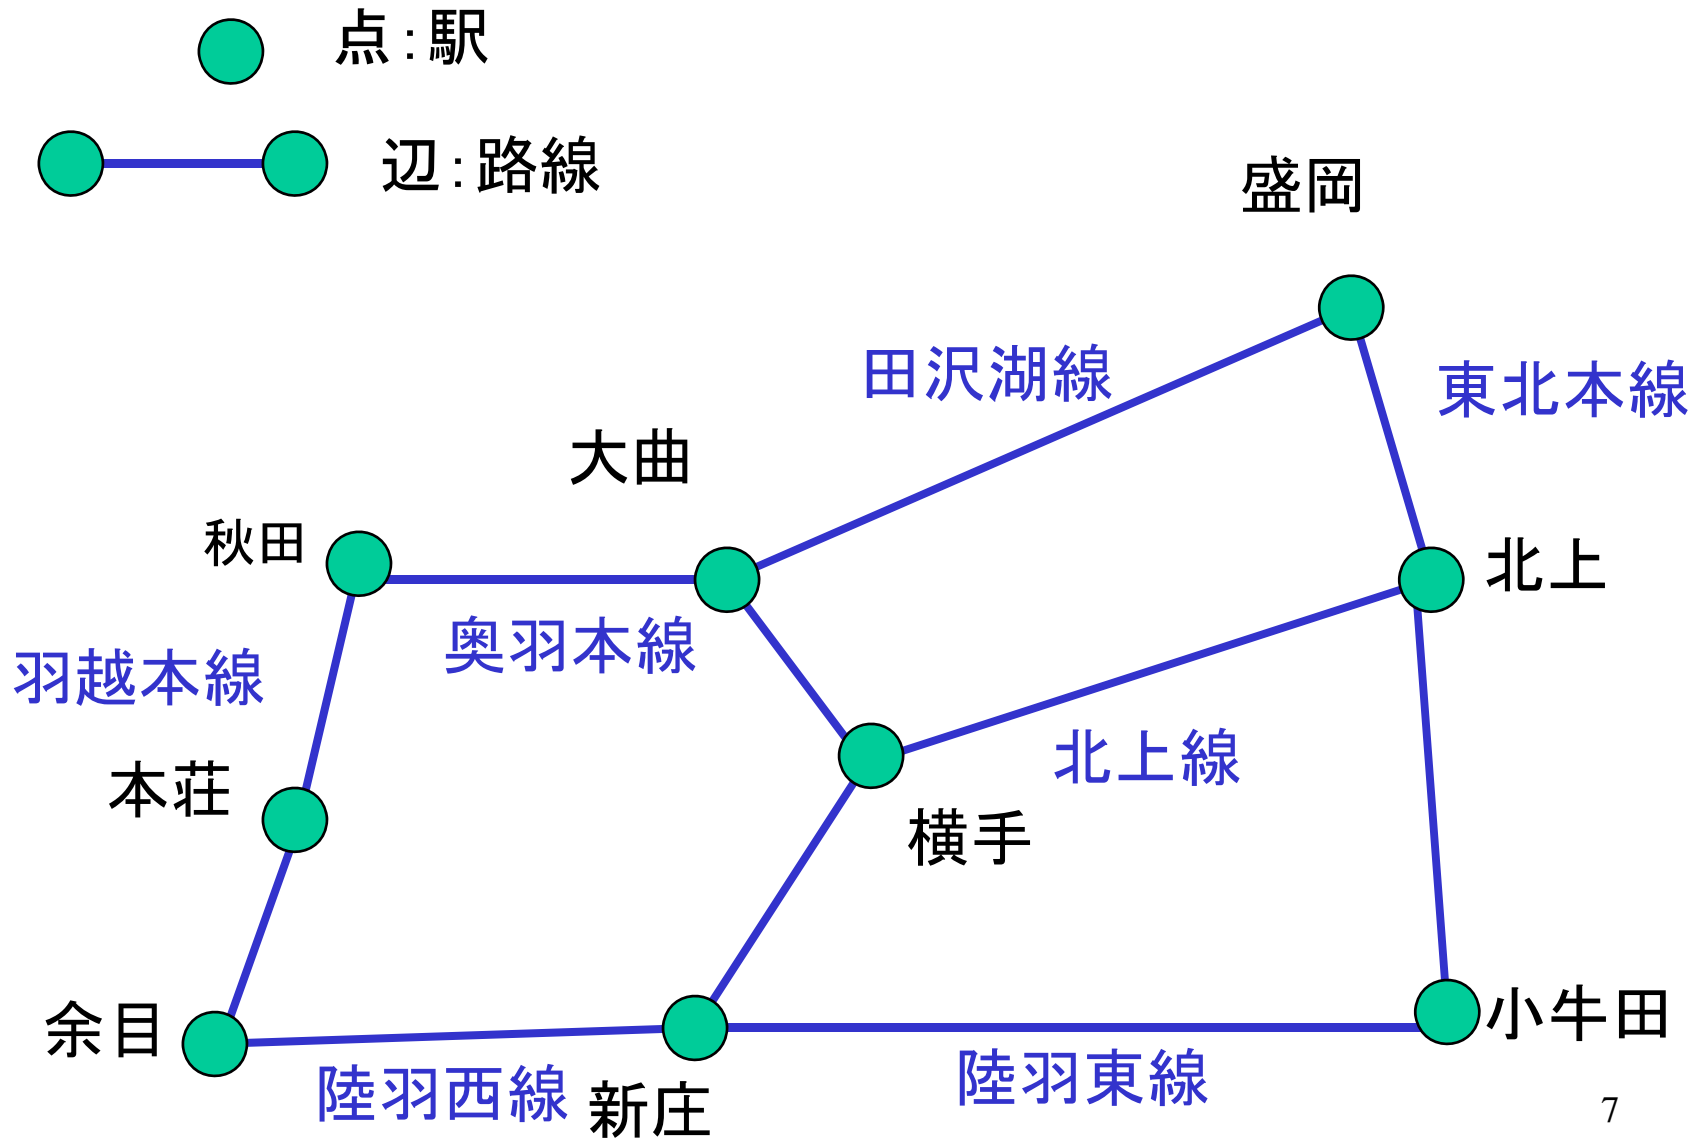 点:駅
辺:路線
盛岡
田沢湖線
東北本線
大曲
秋田
北上
奥羽本線
羽越本線
北上線
本荘
横手
余目
小牛田
陸羽西線
新庄
陸羽東線
7